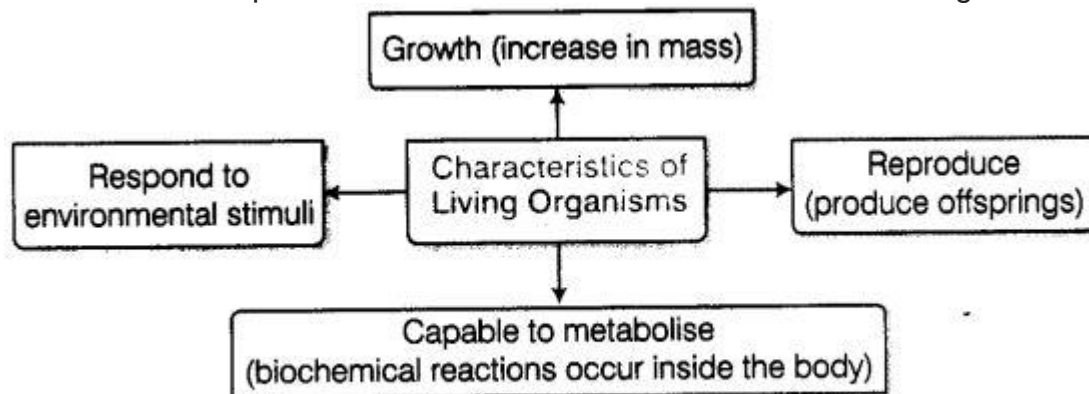 Growth (increase in mass)
Respond to
environmental stimuli
Characteristics of
Living Organisms
Reproduce
(produce offsprings)
Capable to metabolise
(biochemical reactions occur inside the body)